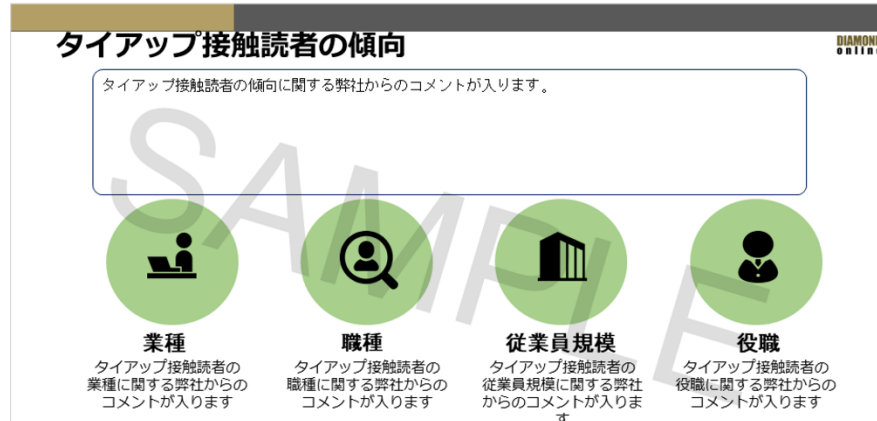 タイアップ接触読者の傾向
DIAMOND
online
タイアップ接触読者の傾向に関する弊社からのコメントが入ります。
SAMPLE
業種
タイアップ接触読者の
業種に関する弊社からの
コメントが入ります
職種
タイアップ接触読者の
職種に関する弊社からの
コメントが入ります
従業員規模
タイアップ接触読者の
従業員規模に関する弊社
からのコメントが入りま
す
役職
タイアップ接触読者の
役職に関する弊社からの
コメントが入ります